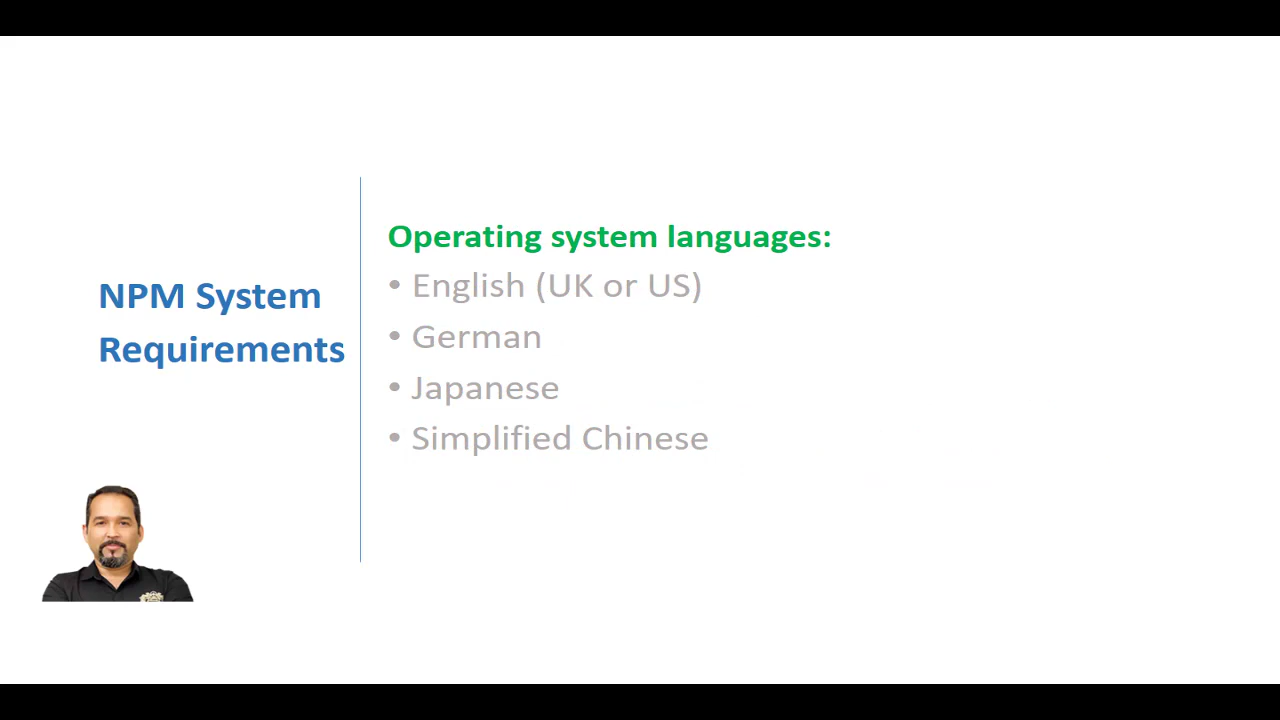 NPM System
Requirements
Operating system languages:
• English (UK or US)
• German
• Japanese
• Simplified Chinese